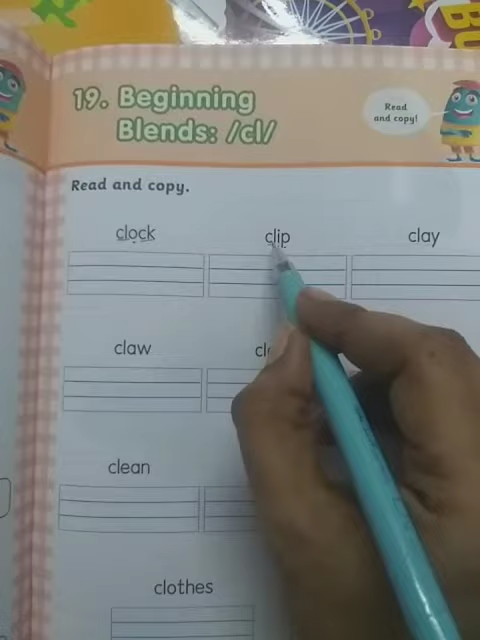 19. Beginning
Blends: /cl/
Read
and copy!
Read and copy.
clock clip clay
claw
clean
clothes